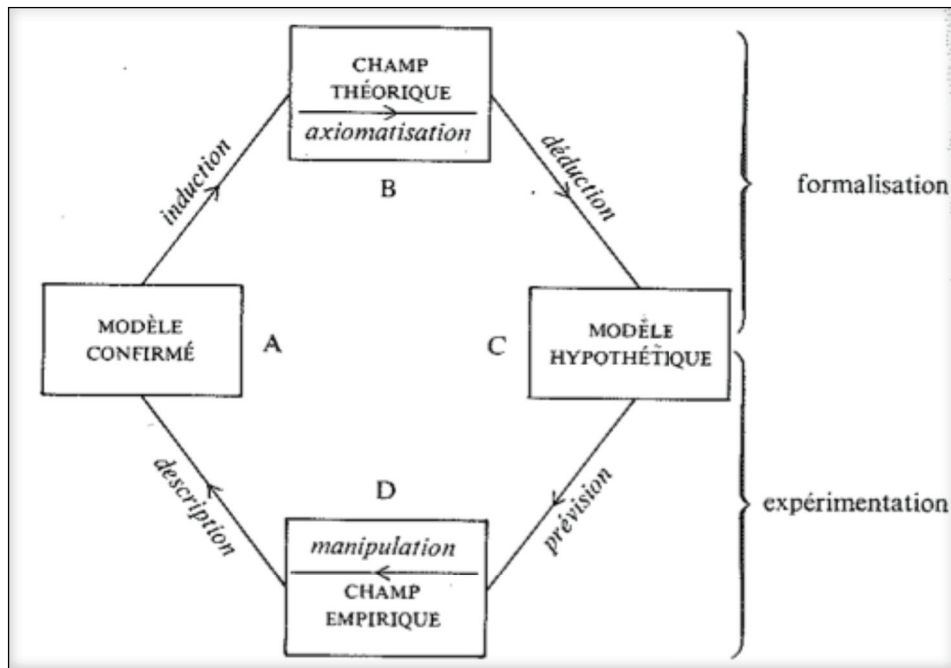 CHAMP
THÉORIQUE
axiomatisation
B
induction
déduction
formalisation
MODÈLE
CONFIRMÉ
A
C
MODÈLE
HYPOTHÉTIQUE
description
D
prévision
expérimentation
manipulation
CHAMP
EMPIRIQUE